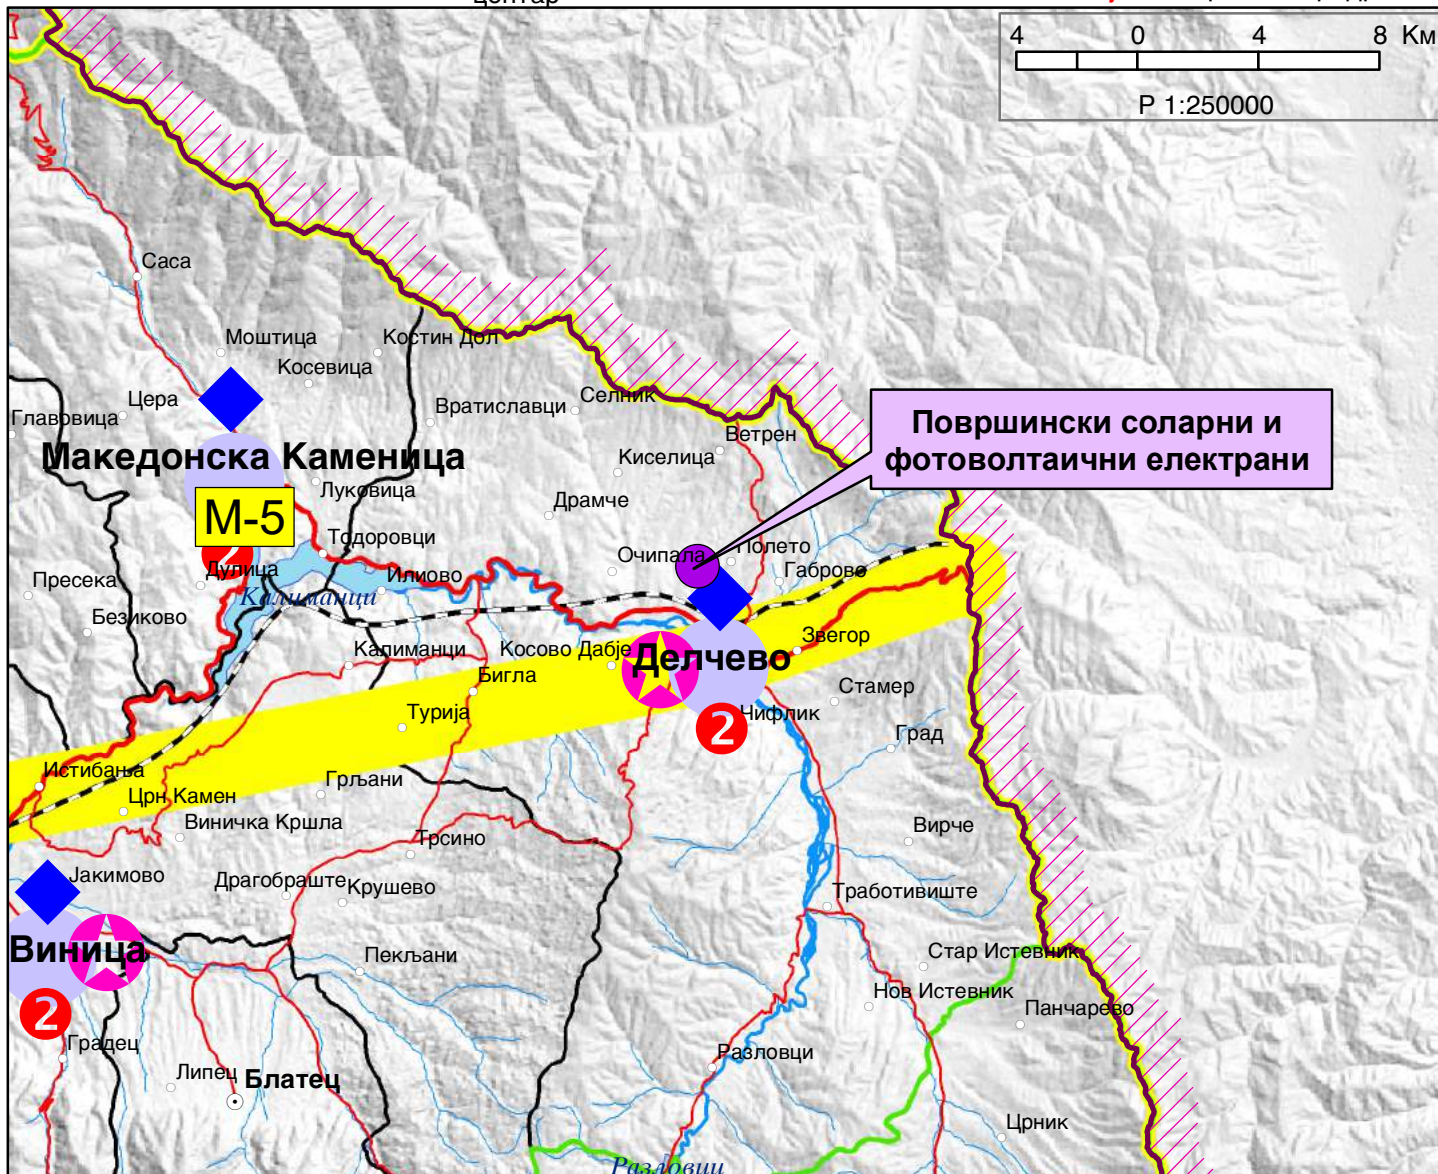 центар
4 0 4 8 Км
Р 1:250000
Саса
Моштица
Костин Дол
Косевица
Цера
Главовица
Вратиславци
Селник
Површински соларни и
фотоволтаични електрани
Ветрен
Македонска Каменица
Киселица
Луковица
М-5
Драмче
2
Тодоровци
Очипала
Полето
Пресека
Дулица
Илиово
Габрово
Калиманци
Безиково
Калиманци
Косово Дабје
Делчево
Звегор
Бигла
Стамер
Турија
2
Чифлик
Град
Истибања
Грљани
Црн Камен
Виничка Кршла
Трсино
Вирче
Јакимово
Драгобраште
Крушево
Тработивиште
Виница
Пекљани
Стар Истевник
Нов Истевник
2
Панчарево
Градец
Разловци
Липец
Блатец
Црник
Разловци